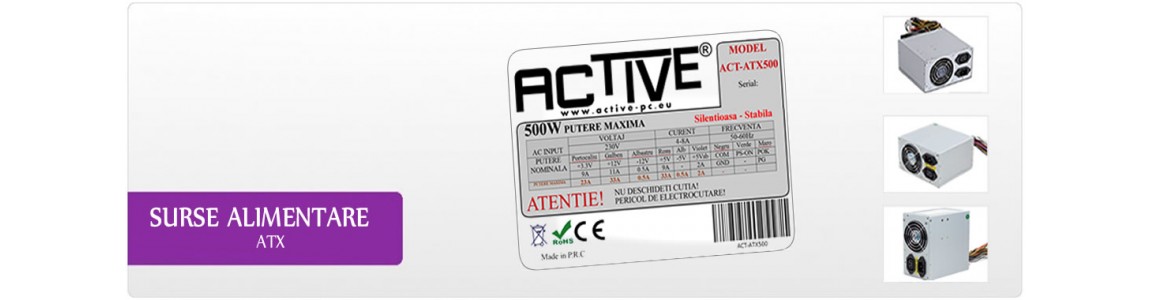 SURSE ALIMENTARE
ATX
ACTIVE®
www.active-pc.eu
MODEL
ACT-ATX500
Serial:
Silentioasa - Stabila
500W PUTERE MAXIMA
VOLTAJ CURENT FRECVENTA
AC INPUT 230V 4-8A 50-60Hz
PUTERE Portocaliu Galben Albastru Rosu Alb Violet Negru Verde Maro
NOMINALA +3.3V +12V -12V +5V -5V +5Vsb COM PS-ON POK
9A 11A 0.5A 9A - 2A GND - PG
PUTERE MAXIMA 23A 33A 0.5A 33A 0.5A 2A - -
ATENTIE!
NU DESCHIDETI CUTIA!
PERICOL DE ELECTROCUTARE!
RoHS CE
Made in P.R.C
ACT-ATX500